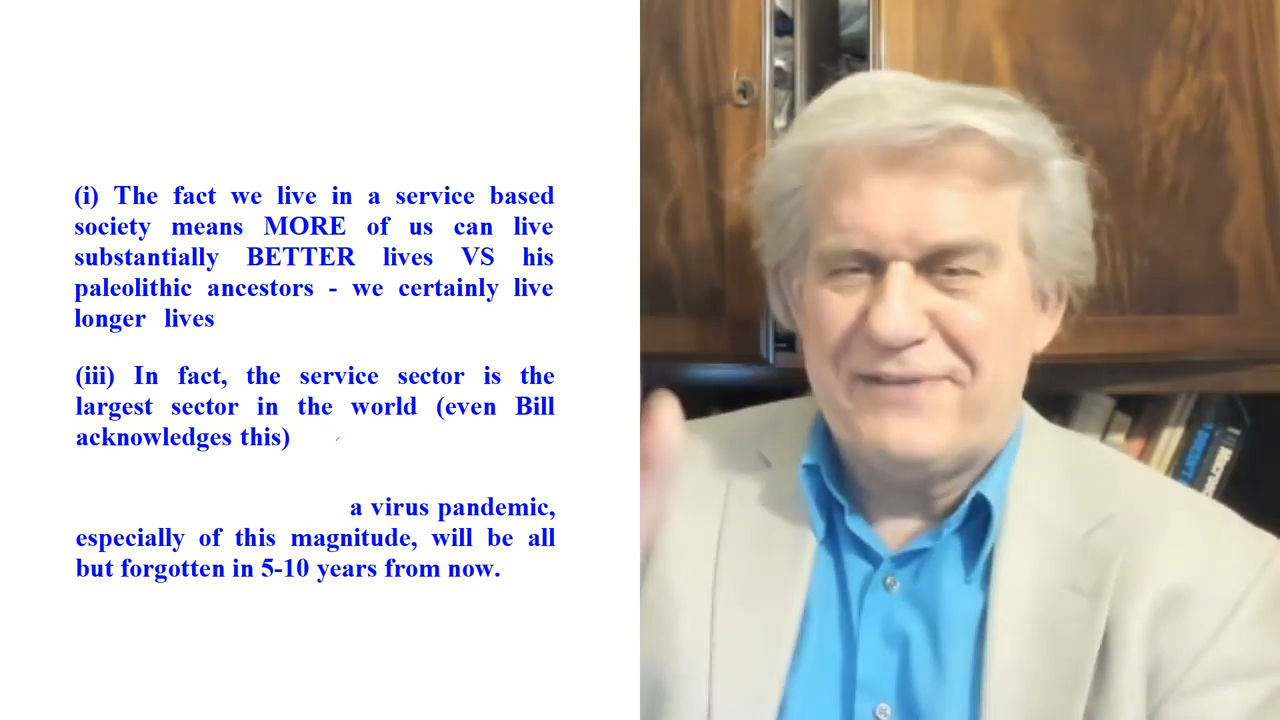 (i) The fact we live in a service based
society means MORE of us can live
substantially BETTER lives VS his
paleolithic ancestors - we certainly live
longer lives
(iii) In fact, the service sector is the
largest sector in the world (even Bill
acknowledges this)
a virus pandemic,
especially of this magnitude, will be all
but forgotten in 5-10 years from now.